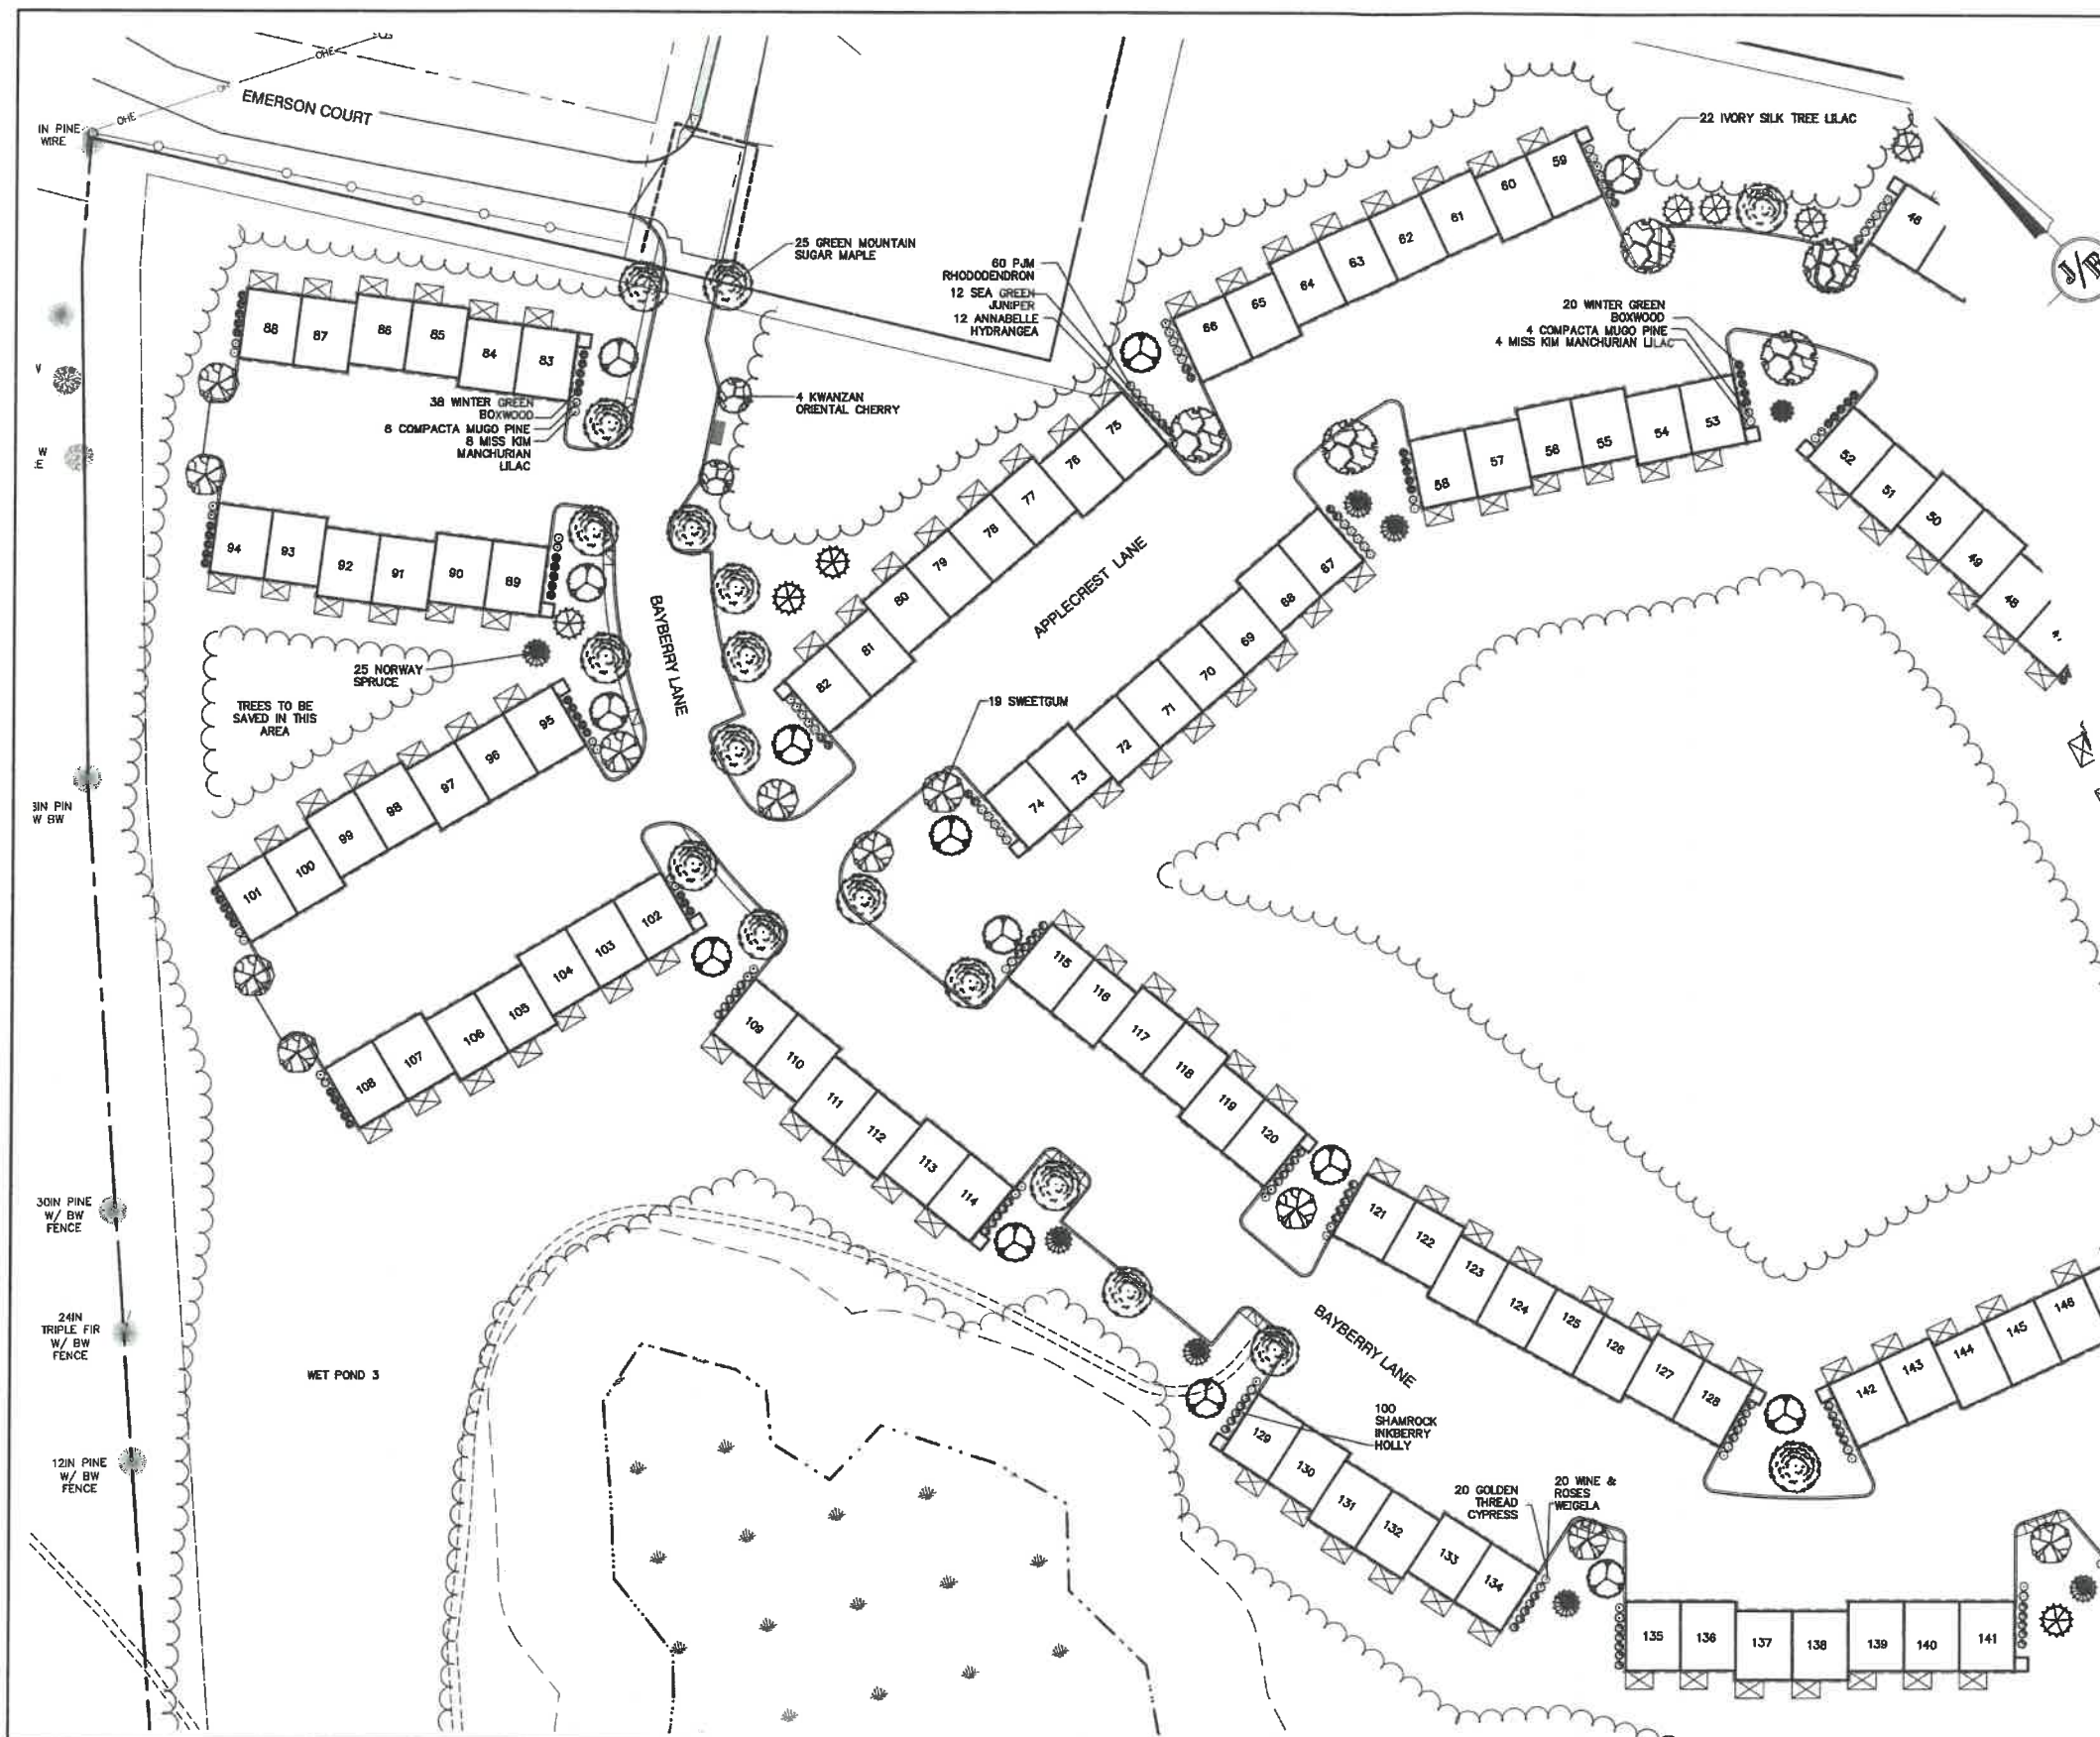 OHE
OHE
EMERSON COURT
IN PINE
WIRE
22 IVORY SILK TREE LILAC
25 GREEN MOUNTAIN
SUGAR MAPLE
60 PJM
RHODODENDRON
12 SEA GREEN
JUNIPER
12 ANNABELLE
HYDRANGEA
20 WINTER GREEN
BOXWOOD
4 COMPACTA MUGO PINE
4 MISS KIM MANCHURIAN LILAC
J/B
59
60
61
62
63
64
65
66
46
88
87
86
85
84
83
38 WINTER GREEN
BOXWOOD
8 COMPACTA MUGO PINE
8 MISS KIM
MANCHURIAN
LILAC
4 KWANZAN
ORIENTAL CHERRY
V
W
E
75
76
77
78
79
80
81
82
58
57
56
55
54
53
52
51
50
49
48
94
93
92
91
90
89
BAYBERRY LANE
APPLECREST LANE
67
68
69
70
71
72
73
74
25 NORWAY
SPRUCE
TREES TO BE
SAVED IN THIS
AREA
19 SWEETGUM
95
96
97
98
99
100
101
IN PIN
W BW
102
103
104
105
106
107
108
109
110
111
112
113
114
115
116
117
118
119
120
121
122
123
124
125
126
127
128
30IN PINE
W/ BW
FENCE
24IN
TRIPLE FIR
W/ BW
FENCE
WET POND 3
12IN PINE
W/ BW
FENCE
BAYBERRY LANE
100
SHAMROCK
INKBERRY
HOLLY
129
130
131
132
133
134
20 GOLDEN
THREAD
CYPRESS
20 WINE &
ROSES
WEIGELA
142
143
144
145
146
135
136
137
138
139
140
141